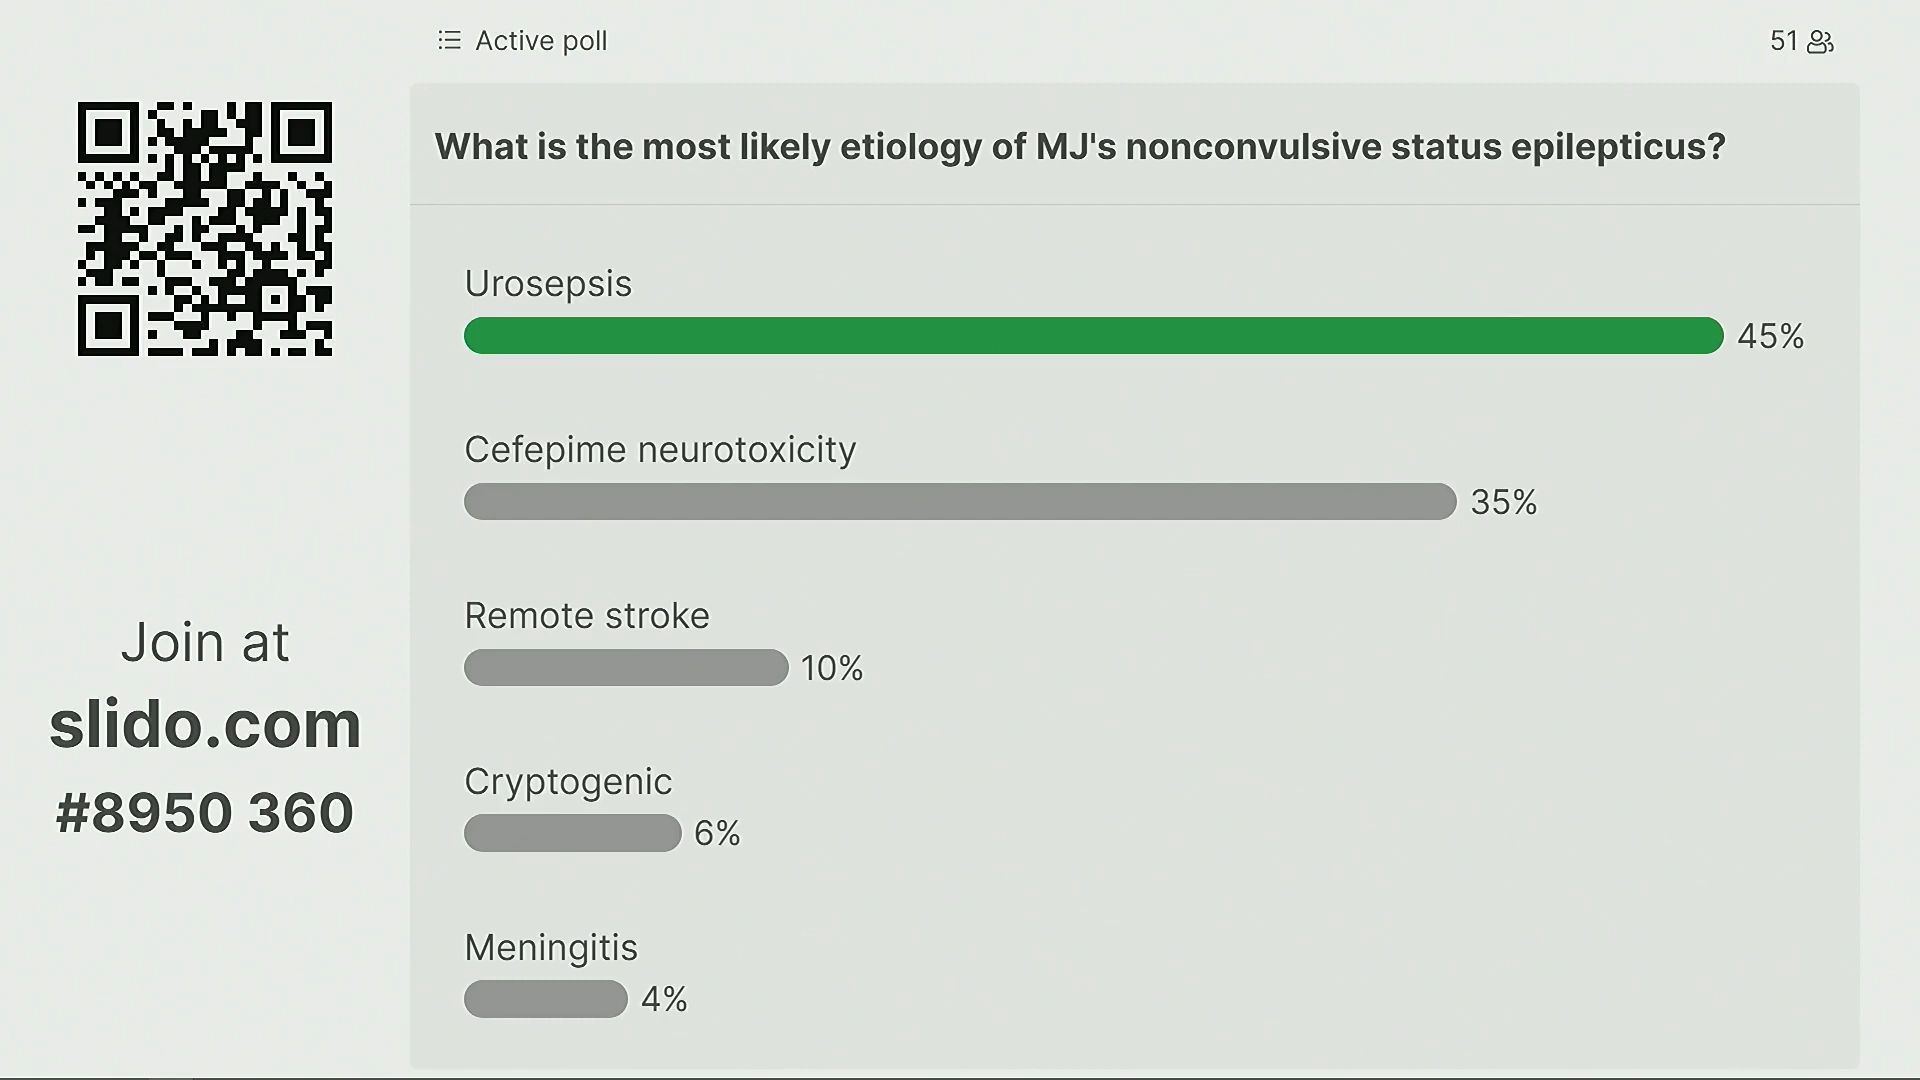 Active poll
51
What is the most likely etiology of MJ's nonconvulsive status epilepticus?
Urosepsis
45%
Cefepime neurotoxicity
35%
Remote stroke
10%
Cryptogenic
6%
Meningitis
4%
Join at
slido.com
#8950 360